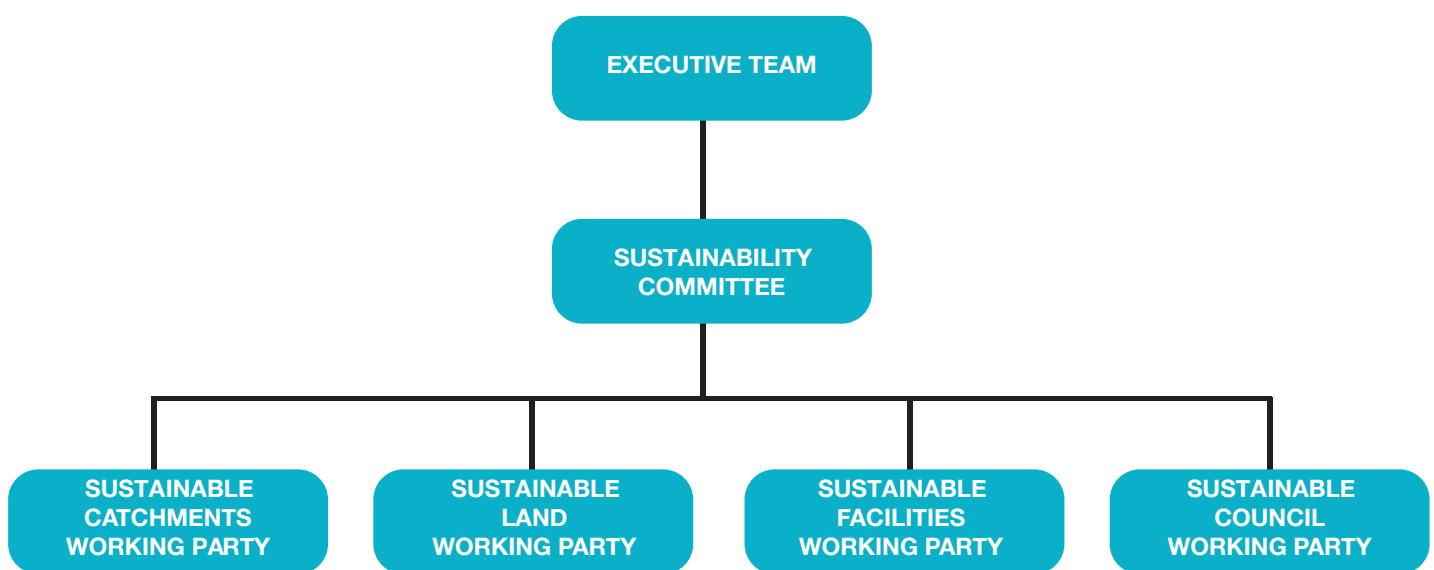 EXECUTIVE TEAM
SUSTAINABILITY
COMMITTEE
SUSTAINABLE
CATCHMENTS
WORKING PARTY
SUSTAINABLE
LAND
WORKING PARTY
SUSTAINABLE
FACILITIES
WORKING PARTY
SUSTAINABLE
COUNCIL
WORKING PARTY